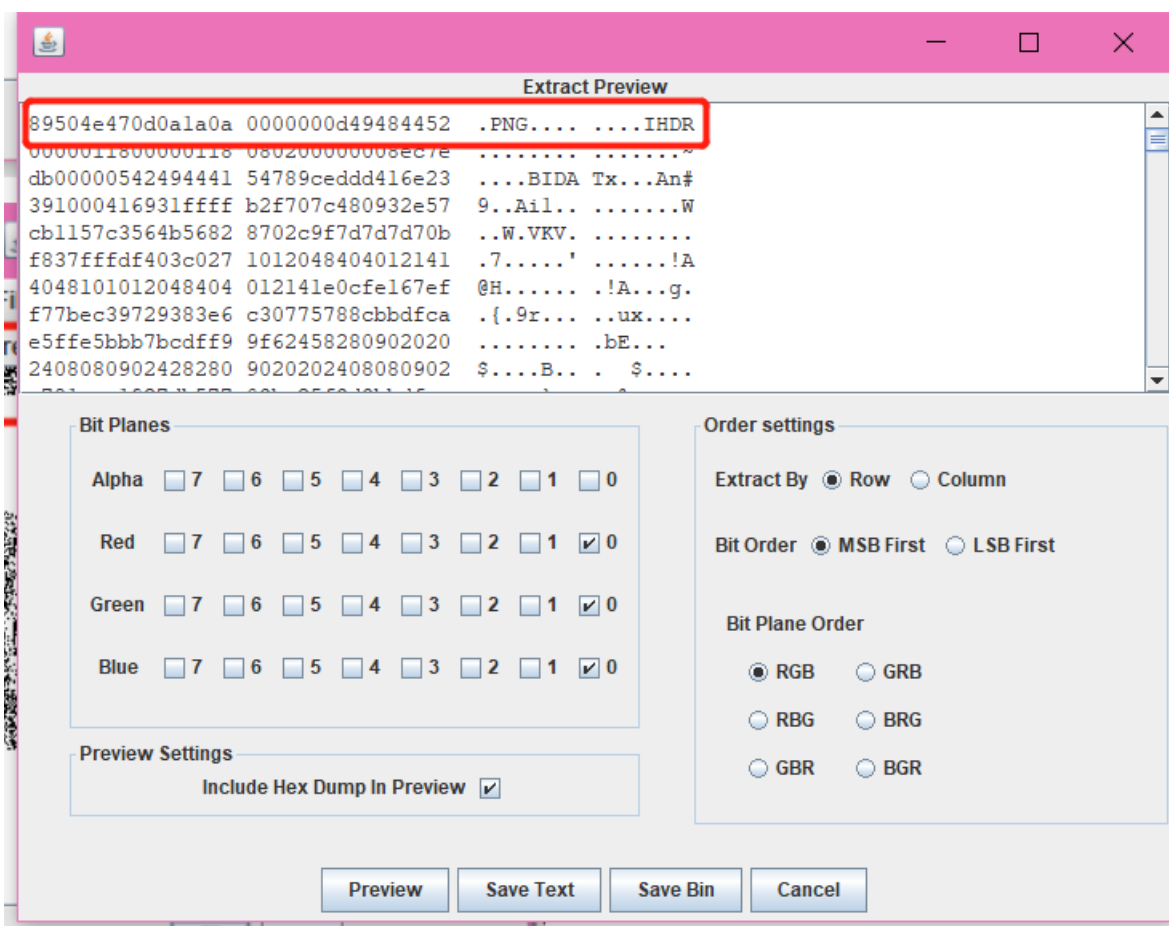 Extract Preview
89504e470d0a1a0a 0000000d49484452 .PNG.... ....IHDR
0000011800000118 080200000008ec7e ........ .......~
db00000542494441 54789ceddd416e23 ....BIDA Tx...An#
391000416931ffff b2f707c480932e57 9..Ai1.. .......W
cb1157c3564b5682 8702c9f7d7d7d70b ..W.VKV. ........
f837fffdf403c027 1012048404012141 .7.....' ......!A
4048101012048404 012141e0cfe167ef @H...... .!A...g.
f77bec39729383e6 c30775788cbbdfca .{.9r... ..ux....
e5ffe5bbb7bcdff9 9f62458280902020 ........ .bE...
2408080902428280 9020202408080902 $....B.. .  $....
Bit Planes
Alpha 7 6 5 4 3 2 1 0
Red 7 6 5 4 3 2 1 0
Green 7 6 5 4 3 2 1 0
Blue 7 6 5 4 3 2 1 0
Preview Settings
Include Hex Dump In Preview
Order settings
Extract By Row Column
Bit Order MSB First LSB First
Bit Plane Order
RGB GRB
RBG BRG
GBR BGR
Preview Save Text Save Bin Cancel